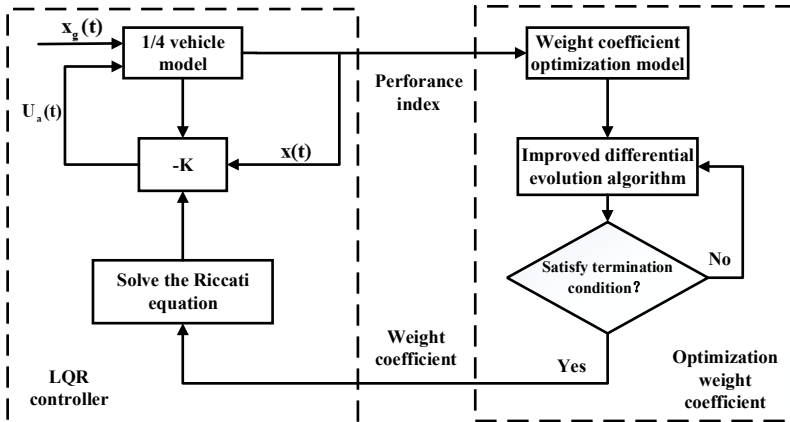 x_g(t)
1/4 vehicle
model
U_a(t)
-K
x(t)
Solve the Riccati
equation
LQR
controller
Perforance
index
Weight
coefficient
Weight coefficient
optimization model
Improved differential
evolution algorithm
Satisfy termination
condition？
No
Yes
Optimization
weight
coefficient